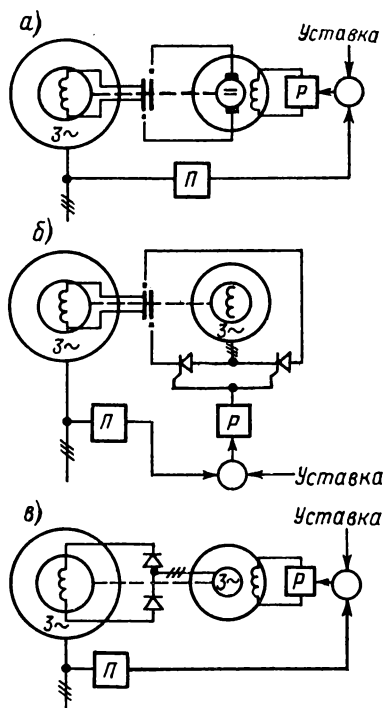 а)
Уставка
Р
=
3~
П
б)
3~
3~
П
Р
Уставка
в)
Уставка
3~
Р
3~
П